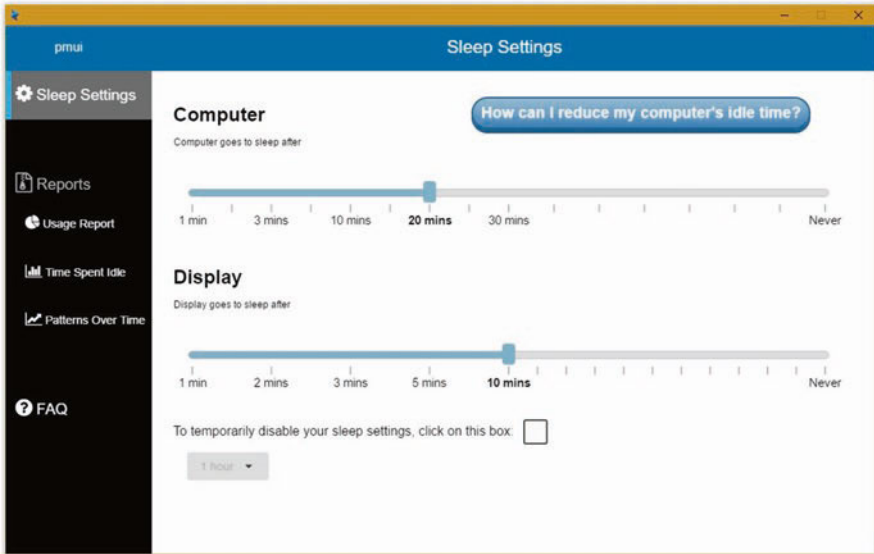 pmui
Sleep Settings
Sleep Settings
Reports
Usage Report
Time Spent Idle
Patterns Over Time
FAQ
Computer
How can I reduce my computer's idle time?
Computer goes to sleep after
1 min 3 mins 10 mins 20 mins 30 mins Never
Display
Display goes to sleep after
1 min 2 mins 3 mins 5 mins 10 mins Never
To temporarily disable your sleep settings, click on this box:
1 hour